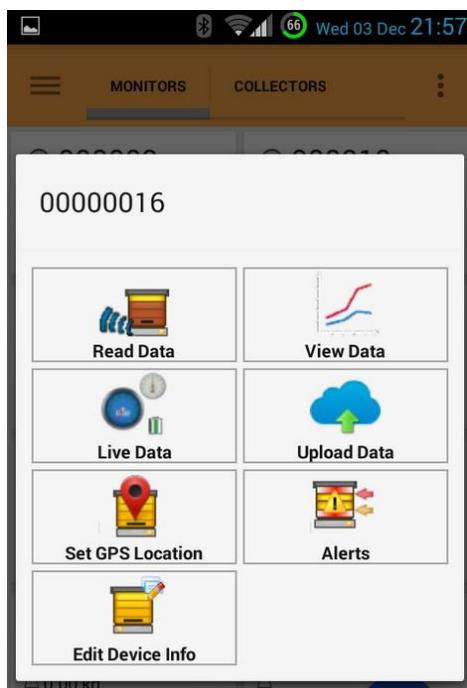 66 Wed 03 Dec 21:57
MONITORS COLLECTORS
00000016
Read Data
View Data
Live Data
Upload Data
Set GPS Location
Alerts
Edit Device Info